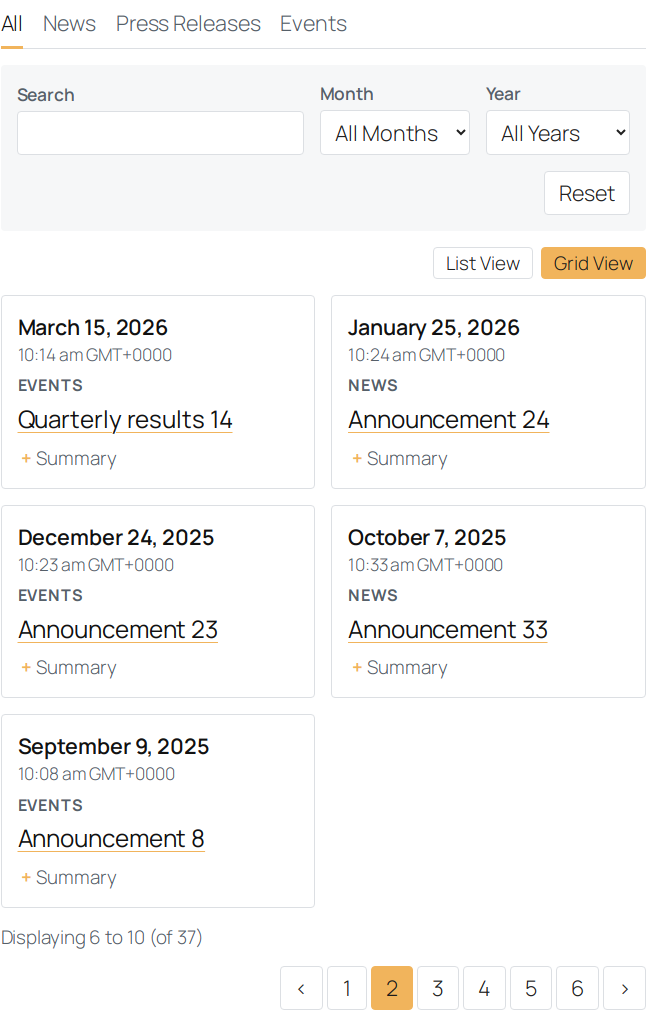 All News Press Releases Events
Search
Month
Year
All Months
All Years
Reset
List View
Grid View
March 15, 2026
10:14 am GMT+0000
EVENTS
Quarterly results 14
+ Summary
January 25, 2026
10:24 am GMT+0000
NEWS
Announcement 24
+ Summary
December 24, 2025
10:23 am GMT+0000
EVENTS
Announcement 23
+ Summary
October 7, 2025
10:33 am GMT+0000
NEWS
Announcement 33
+ Summary
September 9, 2025
10:08 am GMT+0000
EVENTS
Announcement 8
+ Summary
Displaying 6 to 10 (of 37)
‹ 1 2 3 4 5 6 ›